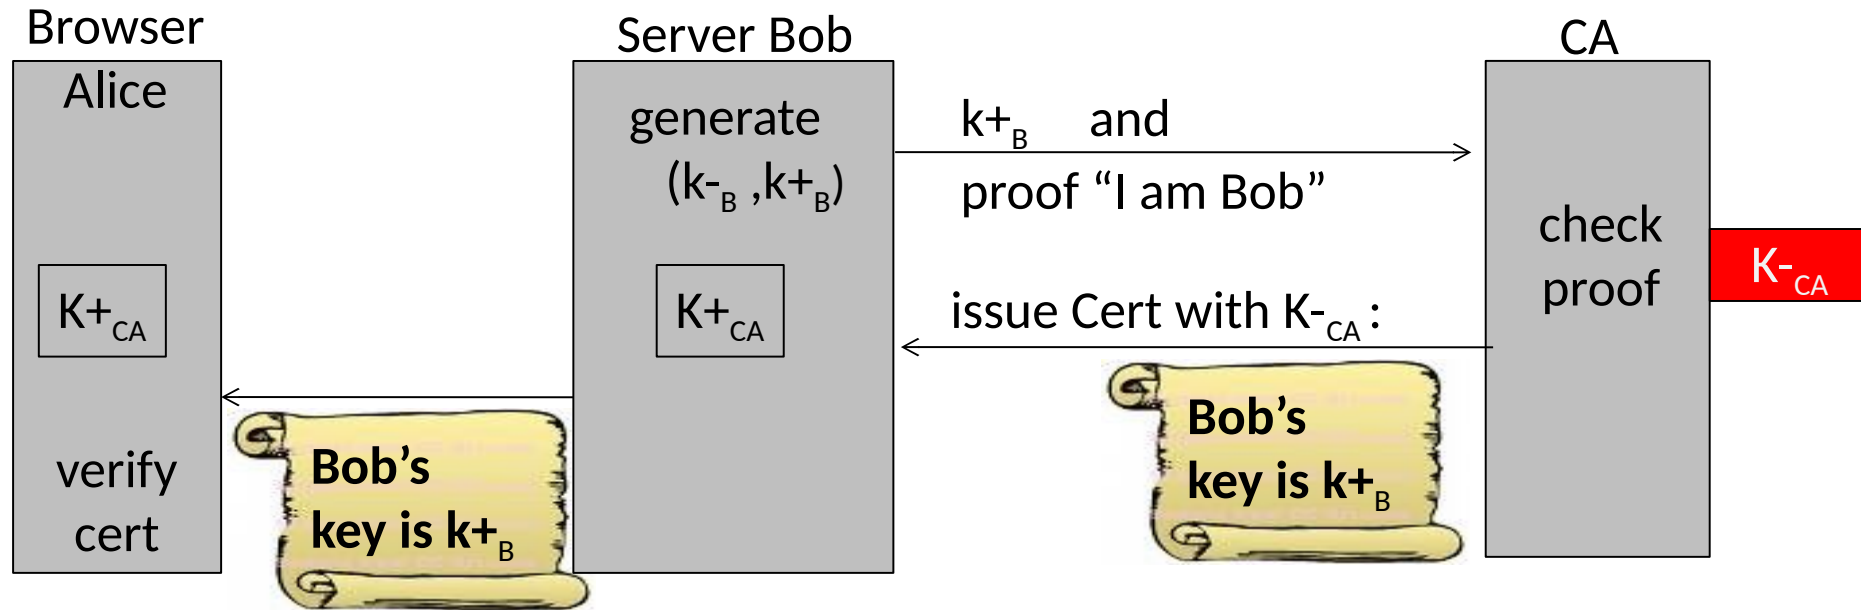 Browser
Alice
K+CA
verify
cert
Server Bob
generate
(k-B ,k+B)
K+CA
k+B and
proof “I am Bob”
issue Cert with K-CA :
Bob’s
key is k+B
Bob’s
key is k+B
CA
check
proof
K-CA